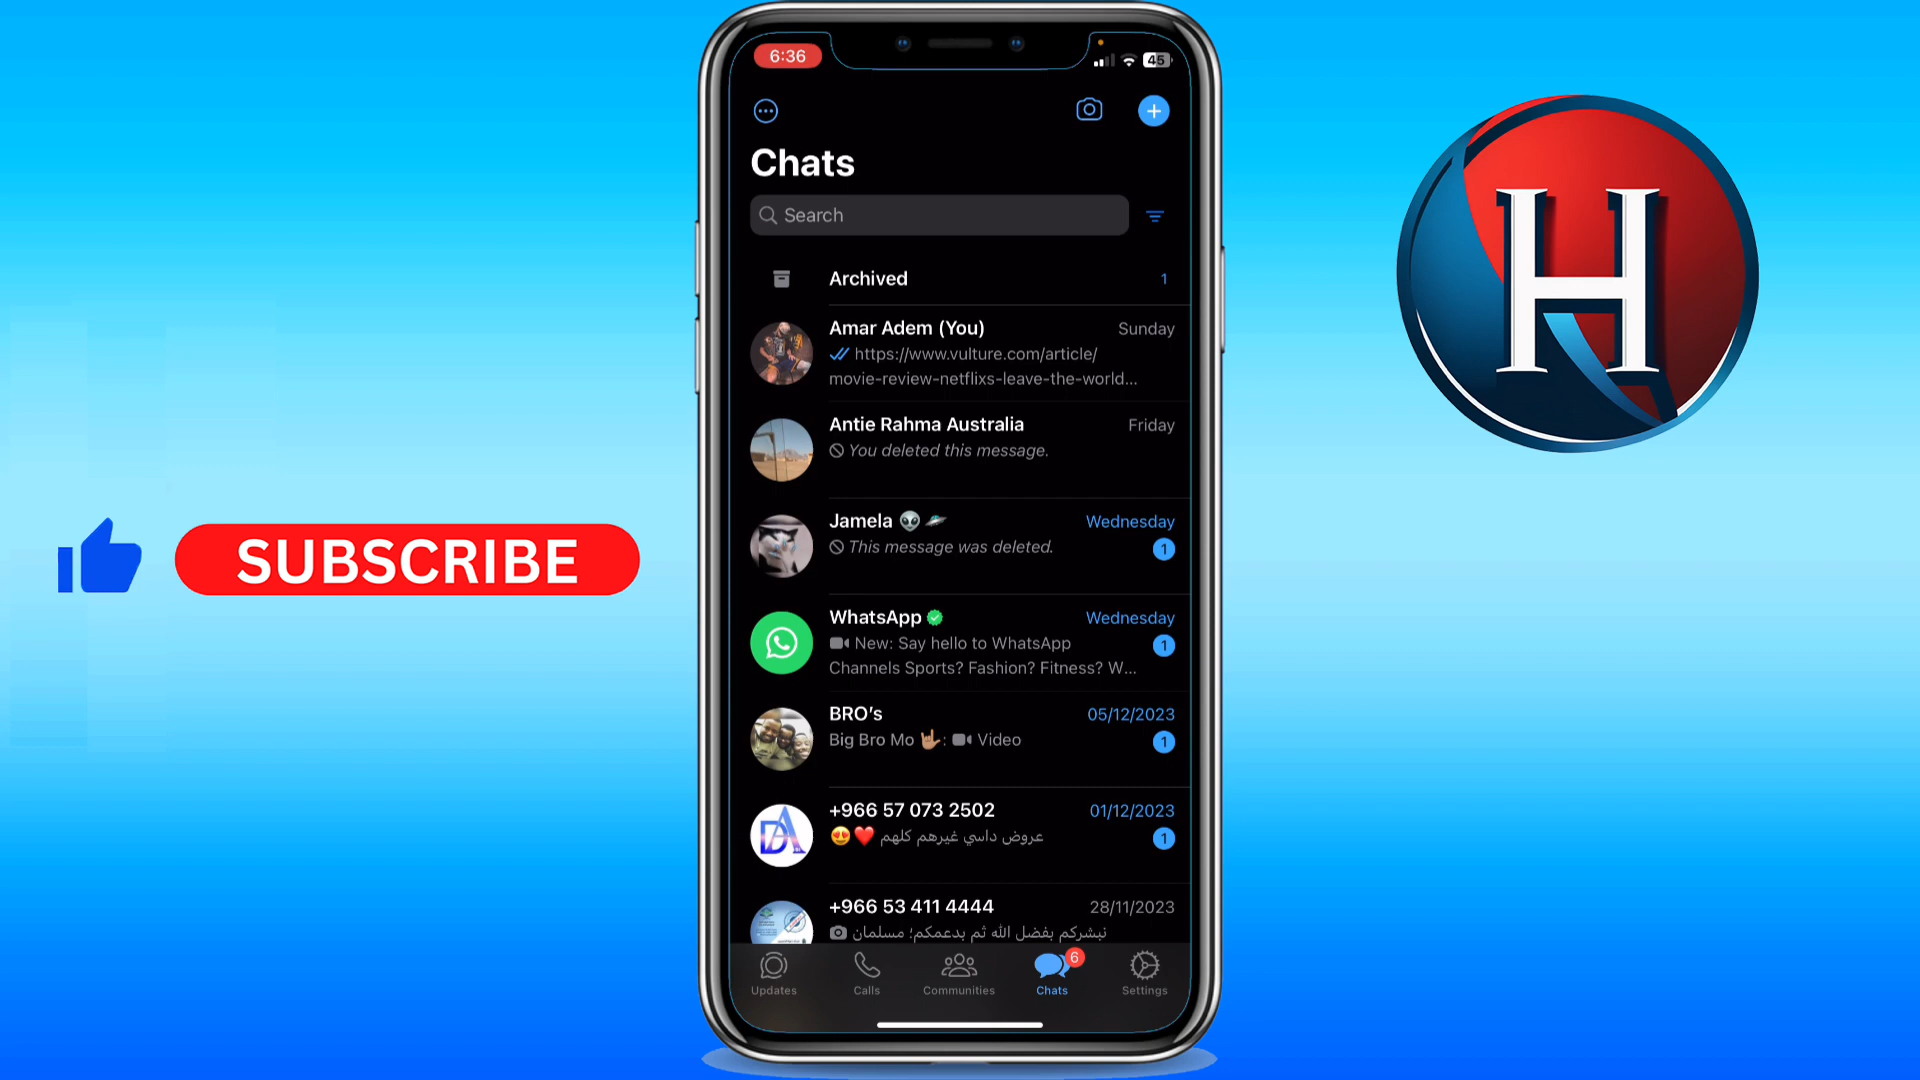 6:36
45
Chats
Search
Archived 1
Amar Adem (You) Sunday
https://www.vulture.com/article/
movie-review-netflixs-leave-the-world...
Antie Rahma Australia Friday
You deleted this message.
Jamela 👽 🛸 Wednesday
This message was deleted. 1
WhatsApp Wednesday
New: Say hello to WhatsApp 1
Channels Sports? Fashion? Fitness? W...
BRO's 05/12/2023
Big Bro Mo 🤟🏽: Video 1
+966 57 073 2502 01/12/2023
عروض داسي غيرهم كلهم ❤️😍 1
DA
+966 53 411 4444 28/11/2023
نبشركم بفضل الله ثم بدعمكم؛ مسلمان
6
Updates Calls Communities Chats Settings
SUBSCRIBE
H